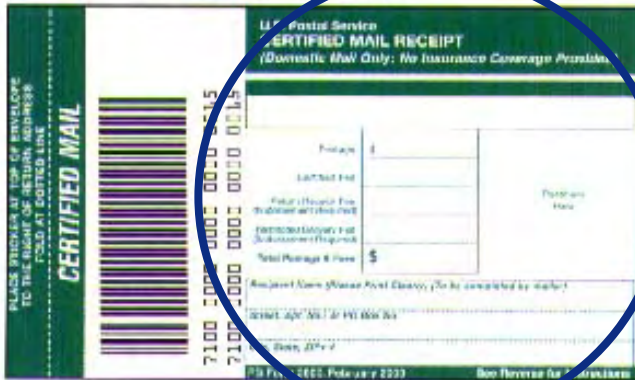 PLACE STICKER AT TOP OF ENVELOPE
TO THE RIGHT OF RETURN ADDRESS
FOLD AT DOTTED LINE
CERTIFIED MAIL
7100 1000 0000 0010 0015
7100 1000 0000 0010 0015
U.S. Postal Service
CERTIFIED MAIL RECEIPT
(Domestic Mail Only; No Insurance Coverage Provided)
Postage $
Certified Fee
Return Receipt Fee
(Endorsement Required)
Restricted Delivery Fee
(Endorsement Required)
Total Postage & Fees $
Postmark
Here
Recipient Name (Please Print Clearly) (To be completed by mailer)
Street, Apt. No.; or PO Box No.
City, State, ZIP+4
PS Form 3800, February 2000
See Reverse for Instructions